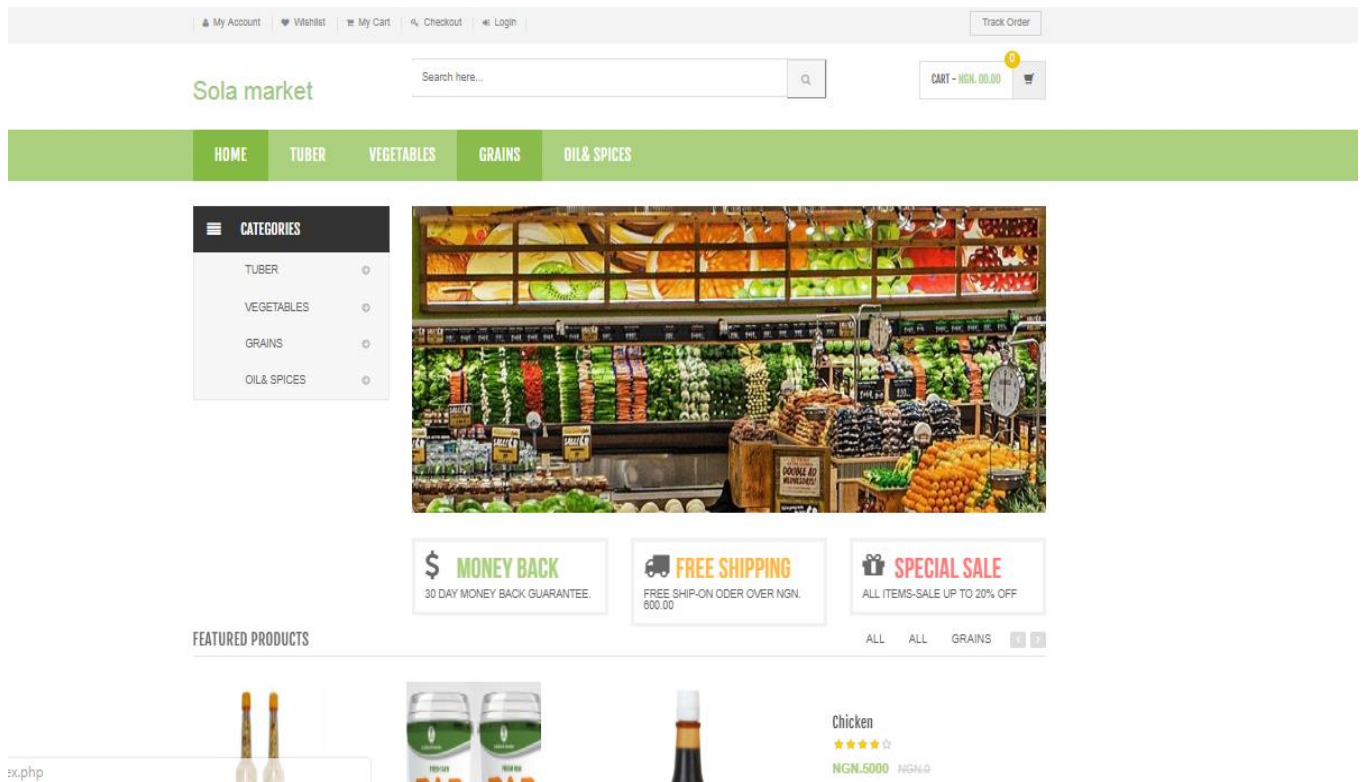 My Account
Wishlist
My Cart
Checkout
Login
Track Order
Sola market
Search here...
CART - NGN. 00.00
0
HOME
TUBER
VEGETABLES
GRAINS
OIL& SPICES
CATEGORIES
TUBER
VEGETABLES
GRAINS
OIL& SPICES
DOUBLE AD
WEDNESDAYS!
$ MONEY BACK
30 DAY MONEY BACK GUARANTEE.
FREE SHIPPING
FREE SHIP-ON ODER OVER NGN.
600.00
SPECIAL SALE
ALL ITEMS-SALE UP TO 20% OFF
FEATURED PRODUCTS
ALL
ALL
GRAINS
Chicken
NGN.5000 NGN.0
ex.php